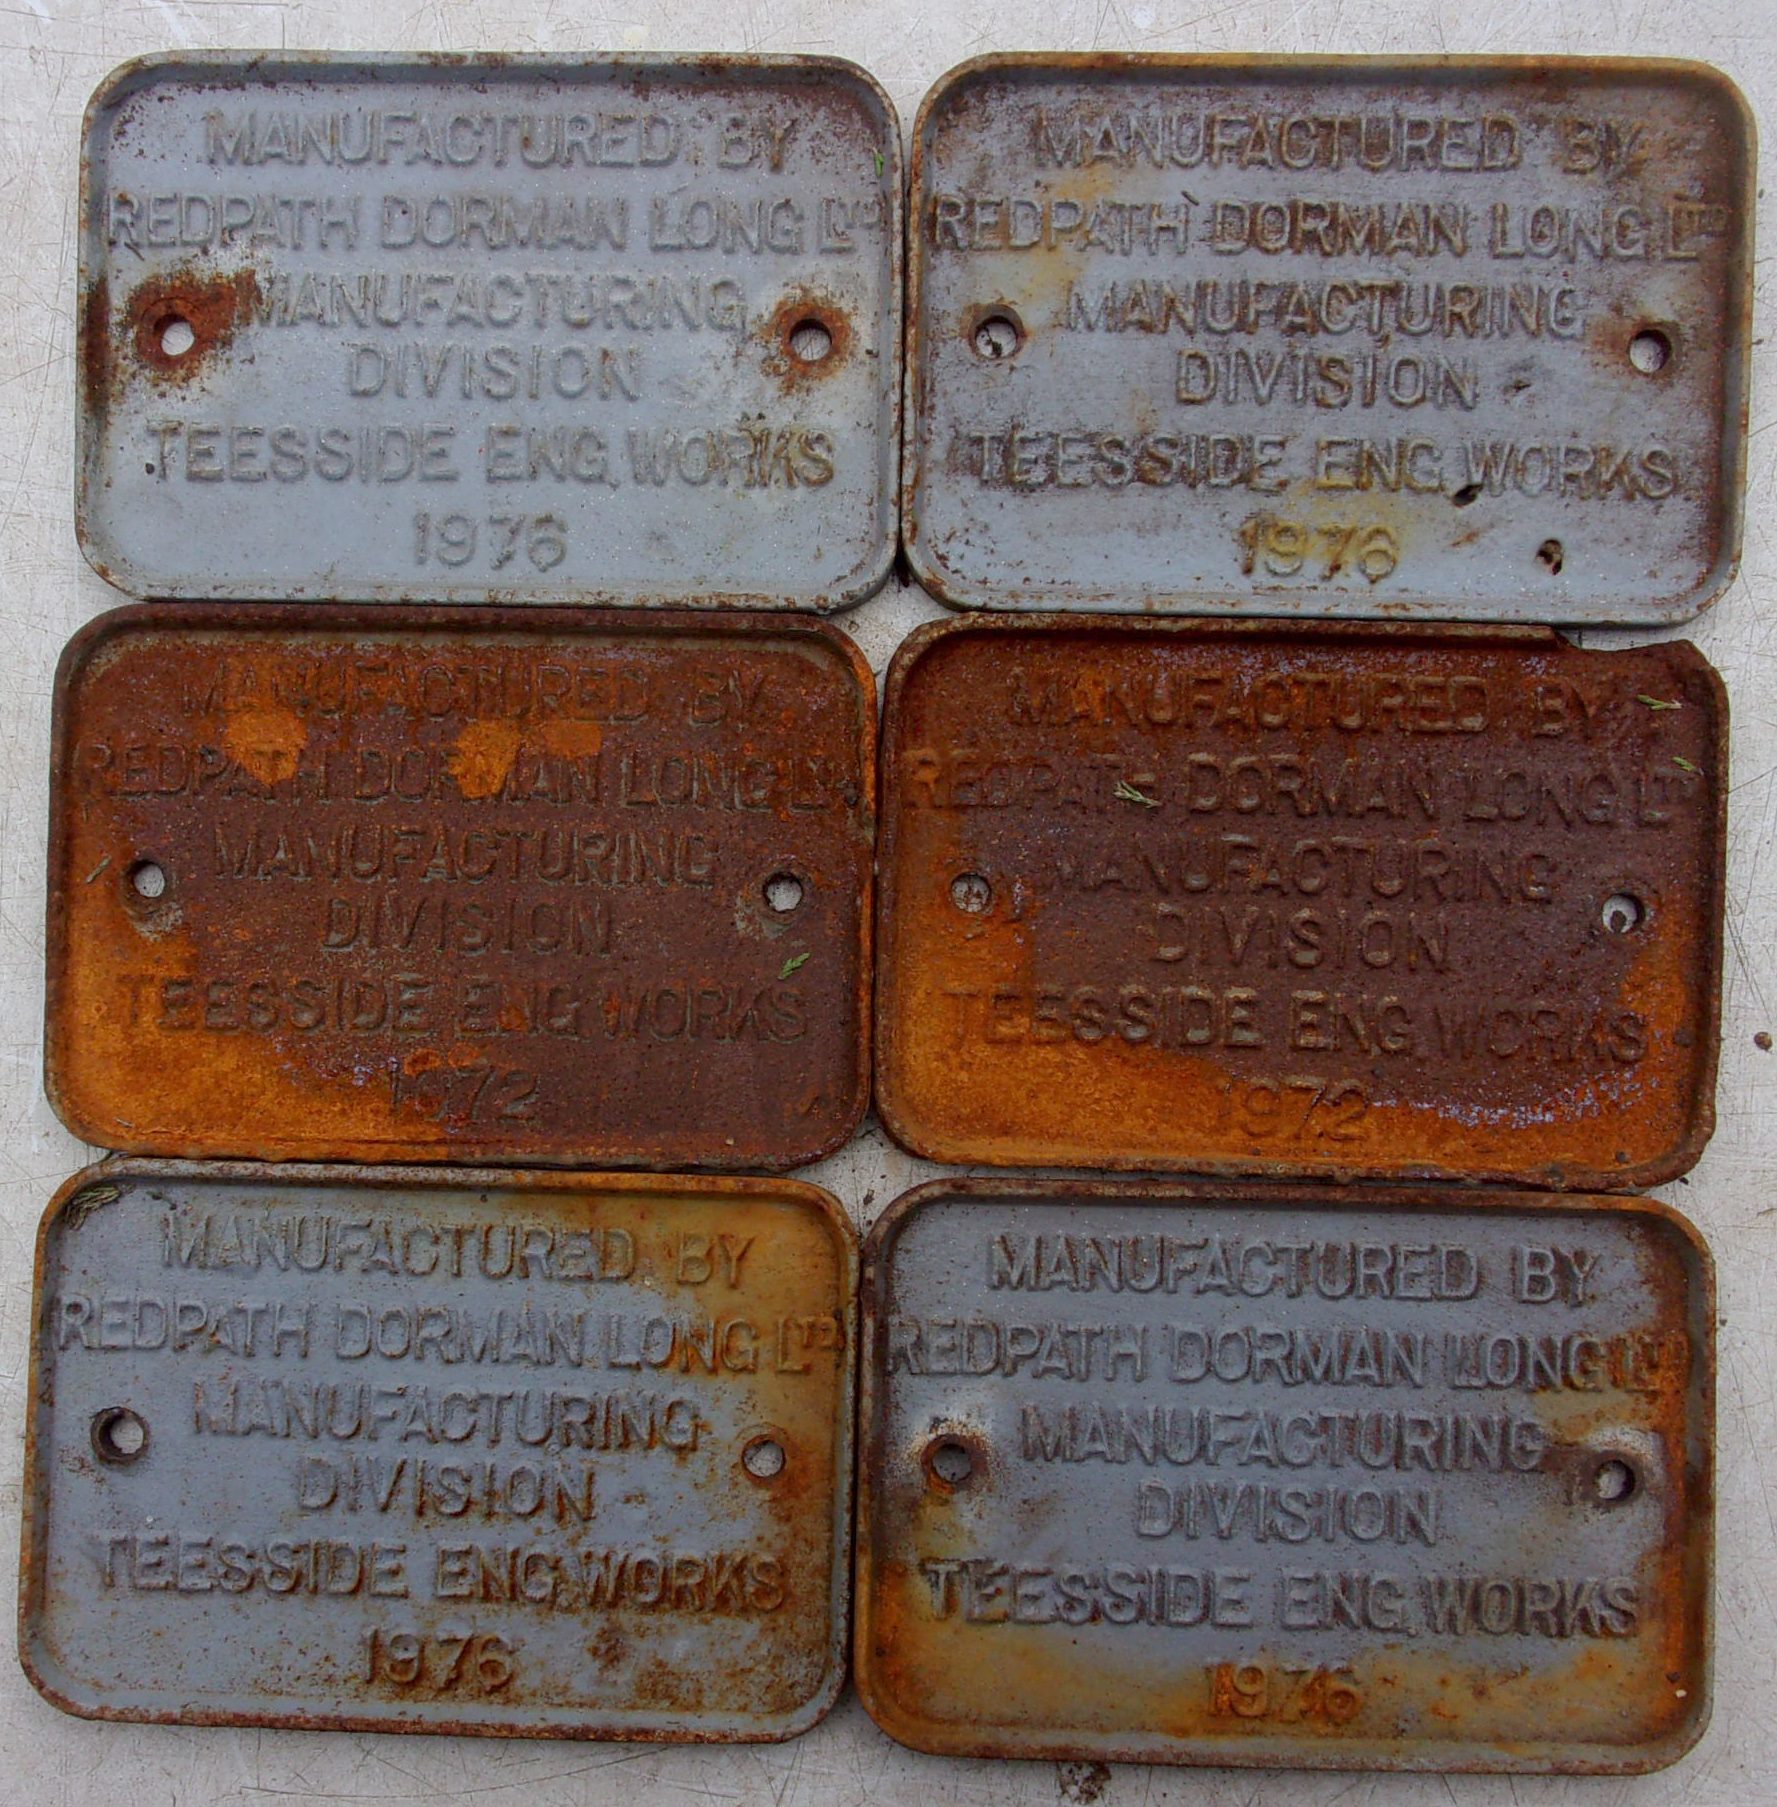 MANUFACTURED BY
REDPATH DORMAN LONG LTD
MANUFACTURING
DIVISION
TEESSIDE ENG. WORKS
1976
MANUFACTURED BY
REDPATH DORMAN LONG LTD
MANUFACTURING
DIVISION
TEESSIDE ENG. WORKS
1976
MANUFACTURED BY
REDPATH DORMAN LONG LTD
MANUFACTURING
DIVISION
TEESSIDE ENG. WORKS
1972
MANUFACTURED BY
REDPATH DORMAN LONG LTD
MANUFACTURING
DIVISION
TEESSIDE ENG. WORKS
1972
MANUFACTURED BY
REDPATH DORMAN LONG LTD
MANUFACTURING
DIVISION
TEESSIDE ENG. WORKS
1976
MANUFACTURED BY
REDPATH DORMAN LONG LTD
MANUFACTURING
DIVISION
TEESSIDE ENG. WORKS
1976